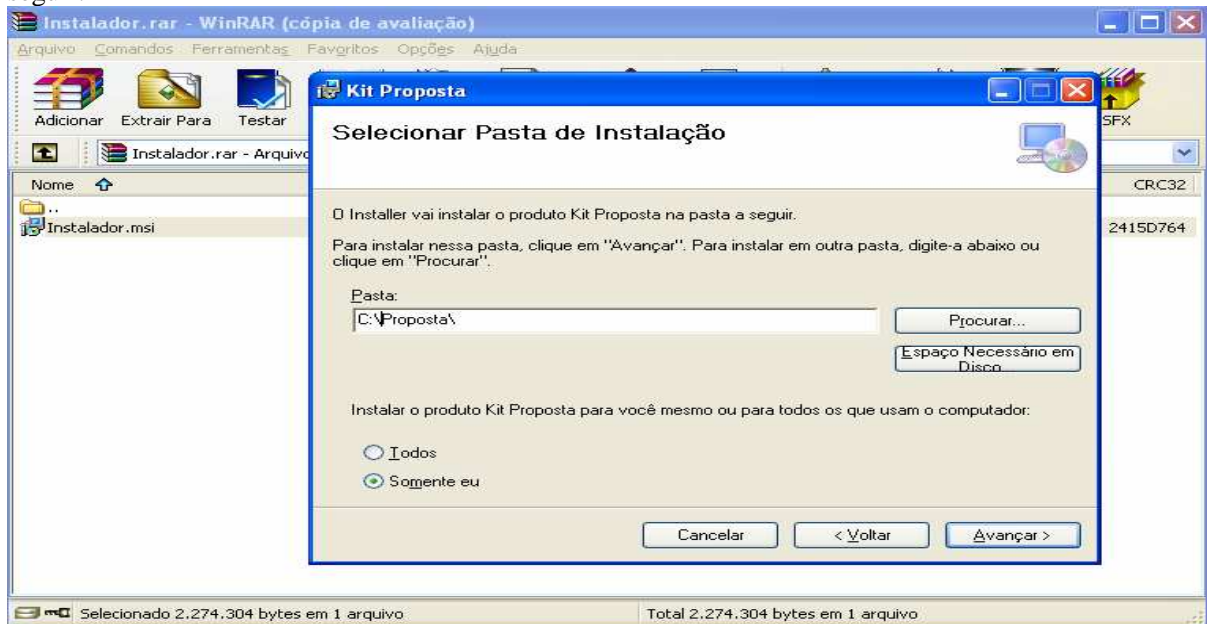 Instalador.rar - WinRAR (cópia de avaliação)
Arquivo Comandos Ferramentas Favoritos Opções Ajuda
Adicionar Extrair Para Testar SFX
Instalador.rar - Arquivo
Nome CRC32
..
Instalador.msi 2415D764
Kit Proposta
Selecionar Pasta de Instalação
O Installer vai instalar o produto Kit Proposta na pasta a seguir.
Para instalar nessa pasta, clique em "Avançar". Para instalar em outra pasta, digite-a abaixo ou
clique em "Procurar".
Pasta:
C:\Proposta\
Procurar...
Espaço Necessário em
Disco
Instalar o produto Kit Proposta para você mesmo ou para todos os que usam o computador:
Todos
Somente eu
Cancelar < Voltar Avançar >
Selecionado 2.274.304 bytes em 1 arquivo Total 2.274.304 bytes em 1 arquivo